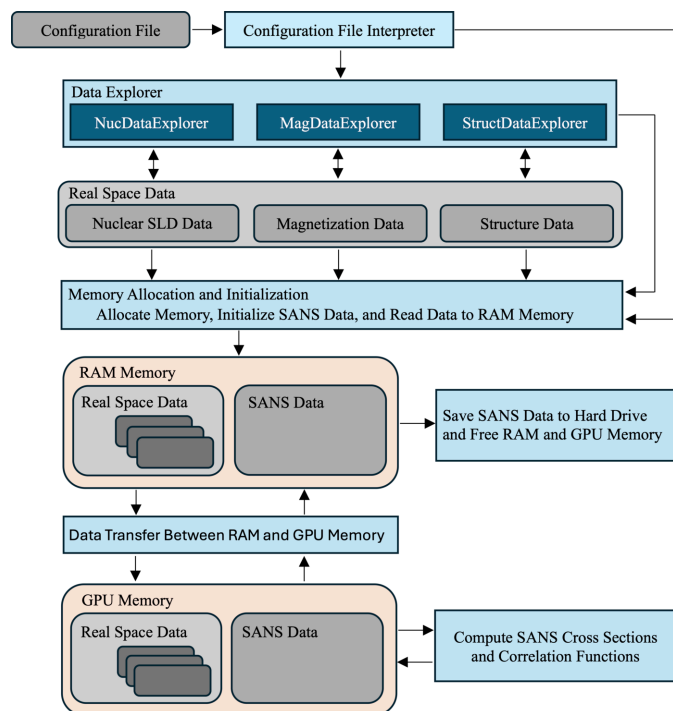 Configuration File
Configuration File Interpreter
Data Explorer
NucDataExplorer
MagDataExplorer
StructDataExplorer
Real Space Data
Nuclear SLD Data
Magnetization Data
Structure Data
Memory Allocation and Initialization
Allocate Memory, Initialize SANS Data, and Read Data to RAM Memory
RAM Memory
Real Space Data
SANS Data
Save SANS Data to Hard Drive
and Free RAM and GPU Memory
Data Transfer Between RAM and GPU Memory
GPU Memory
Real Space Data
SANS Data
Compute SANS Cross Sections
and Correlation Functions